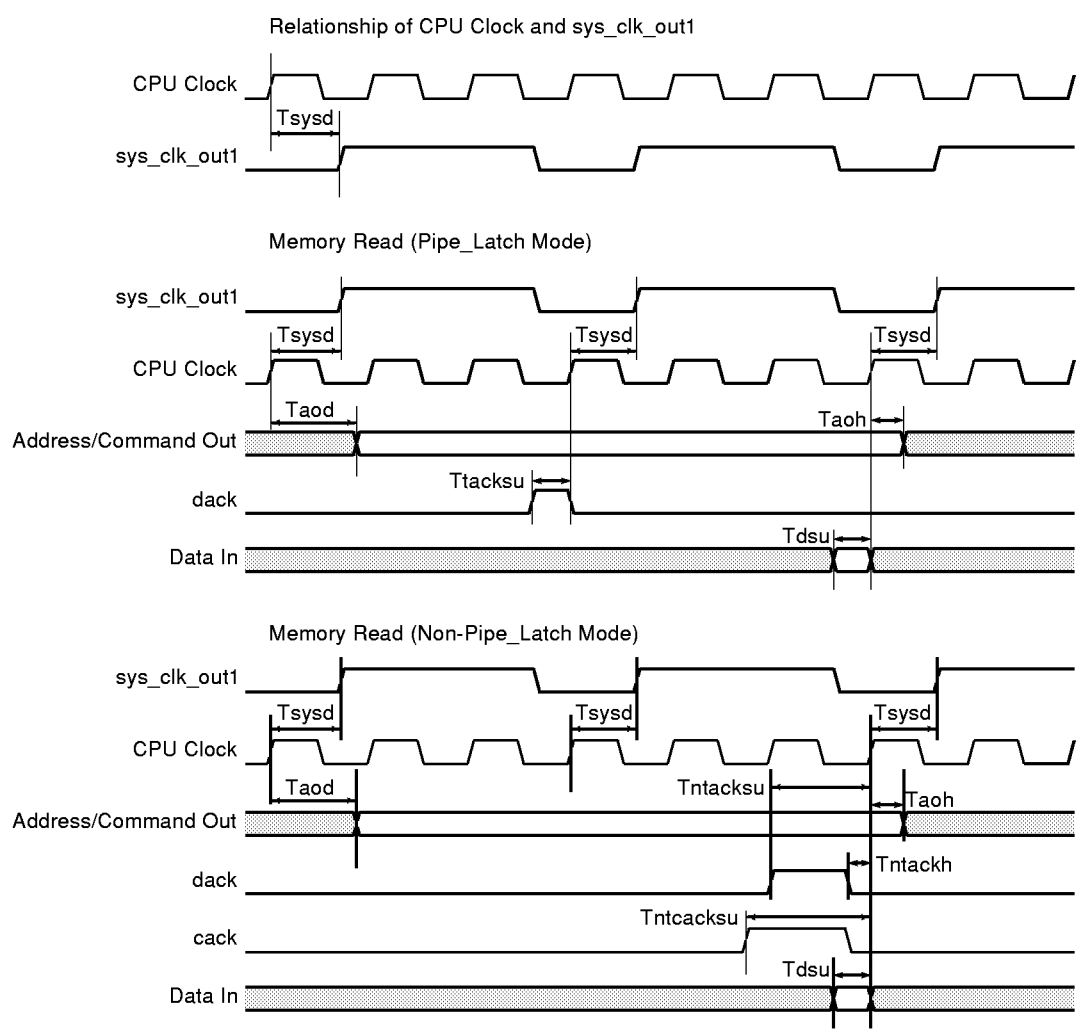 Relationship of CPU Clock and sys_clk_out1
CPU Clock
Tsysd
sys_clk_out1
Memory Read (Pipe_Latch Mode)
sys_clk_out1
Tsysd Tsysd Tsysd
CPU Clock
Taod Taoh
Address/Command Out
Ttacksu
dack
Tdsu
Data In
Memory Read (Non-Pipe_Latch Mode)
sys_clk_out1
Tsysd Tsysd Tsysd
CPU Clock
Taod Tntacksu Taoh
Address/Command Out
Tntackh
dack
Tntcacksu
cack
Tdsu
Data In